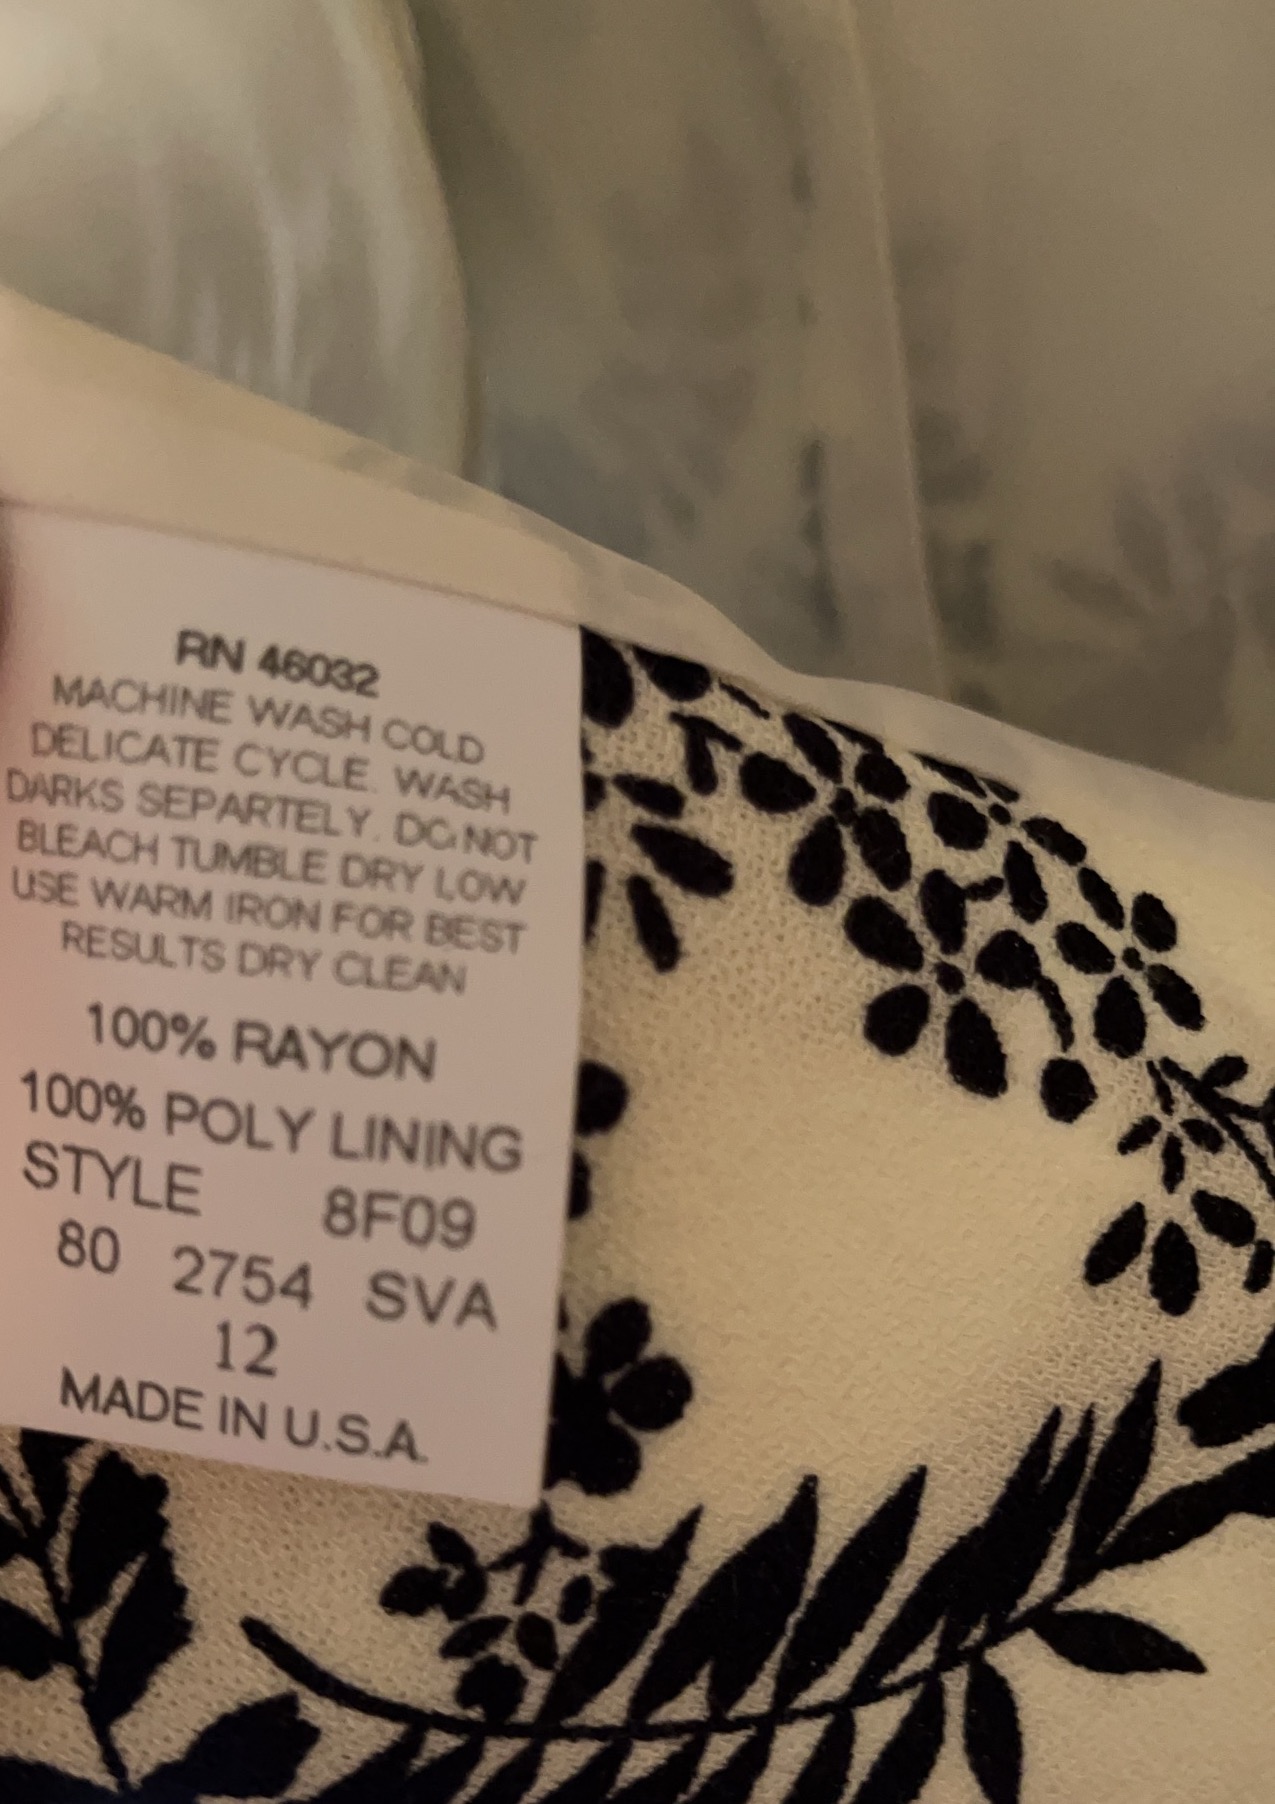 RN 46032
MACHINE WASH COLD
DELICATE CYCLE. WASH
DARKS SEPARTELY. DO NOT
BLEACH TUMBLE DRY LOW
USE WARM IRON FOR BEST
RESULTS DRY CLEAN
100% RAYON
100% POLY LINING
STYLE 8F09
80 2754 SVA
12
MADE IN U.S.A.